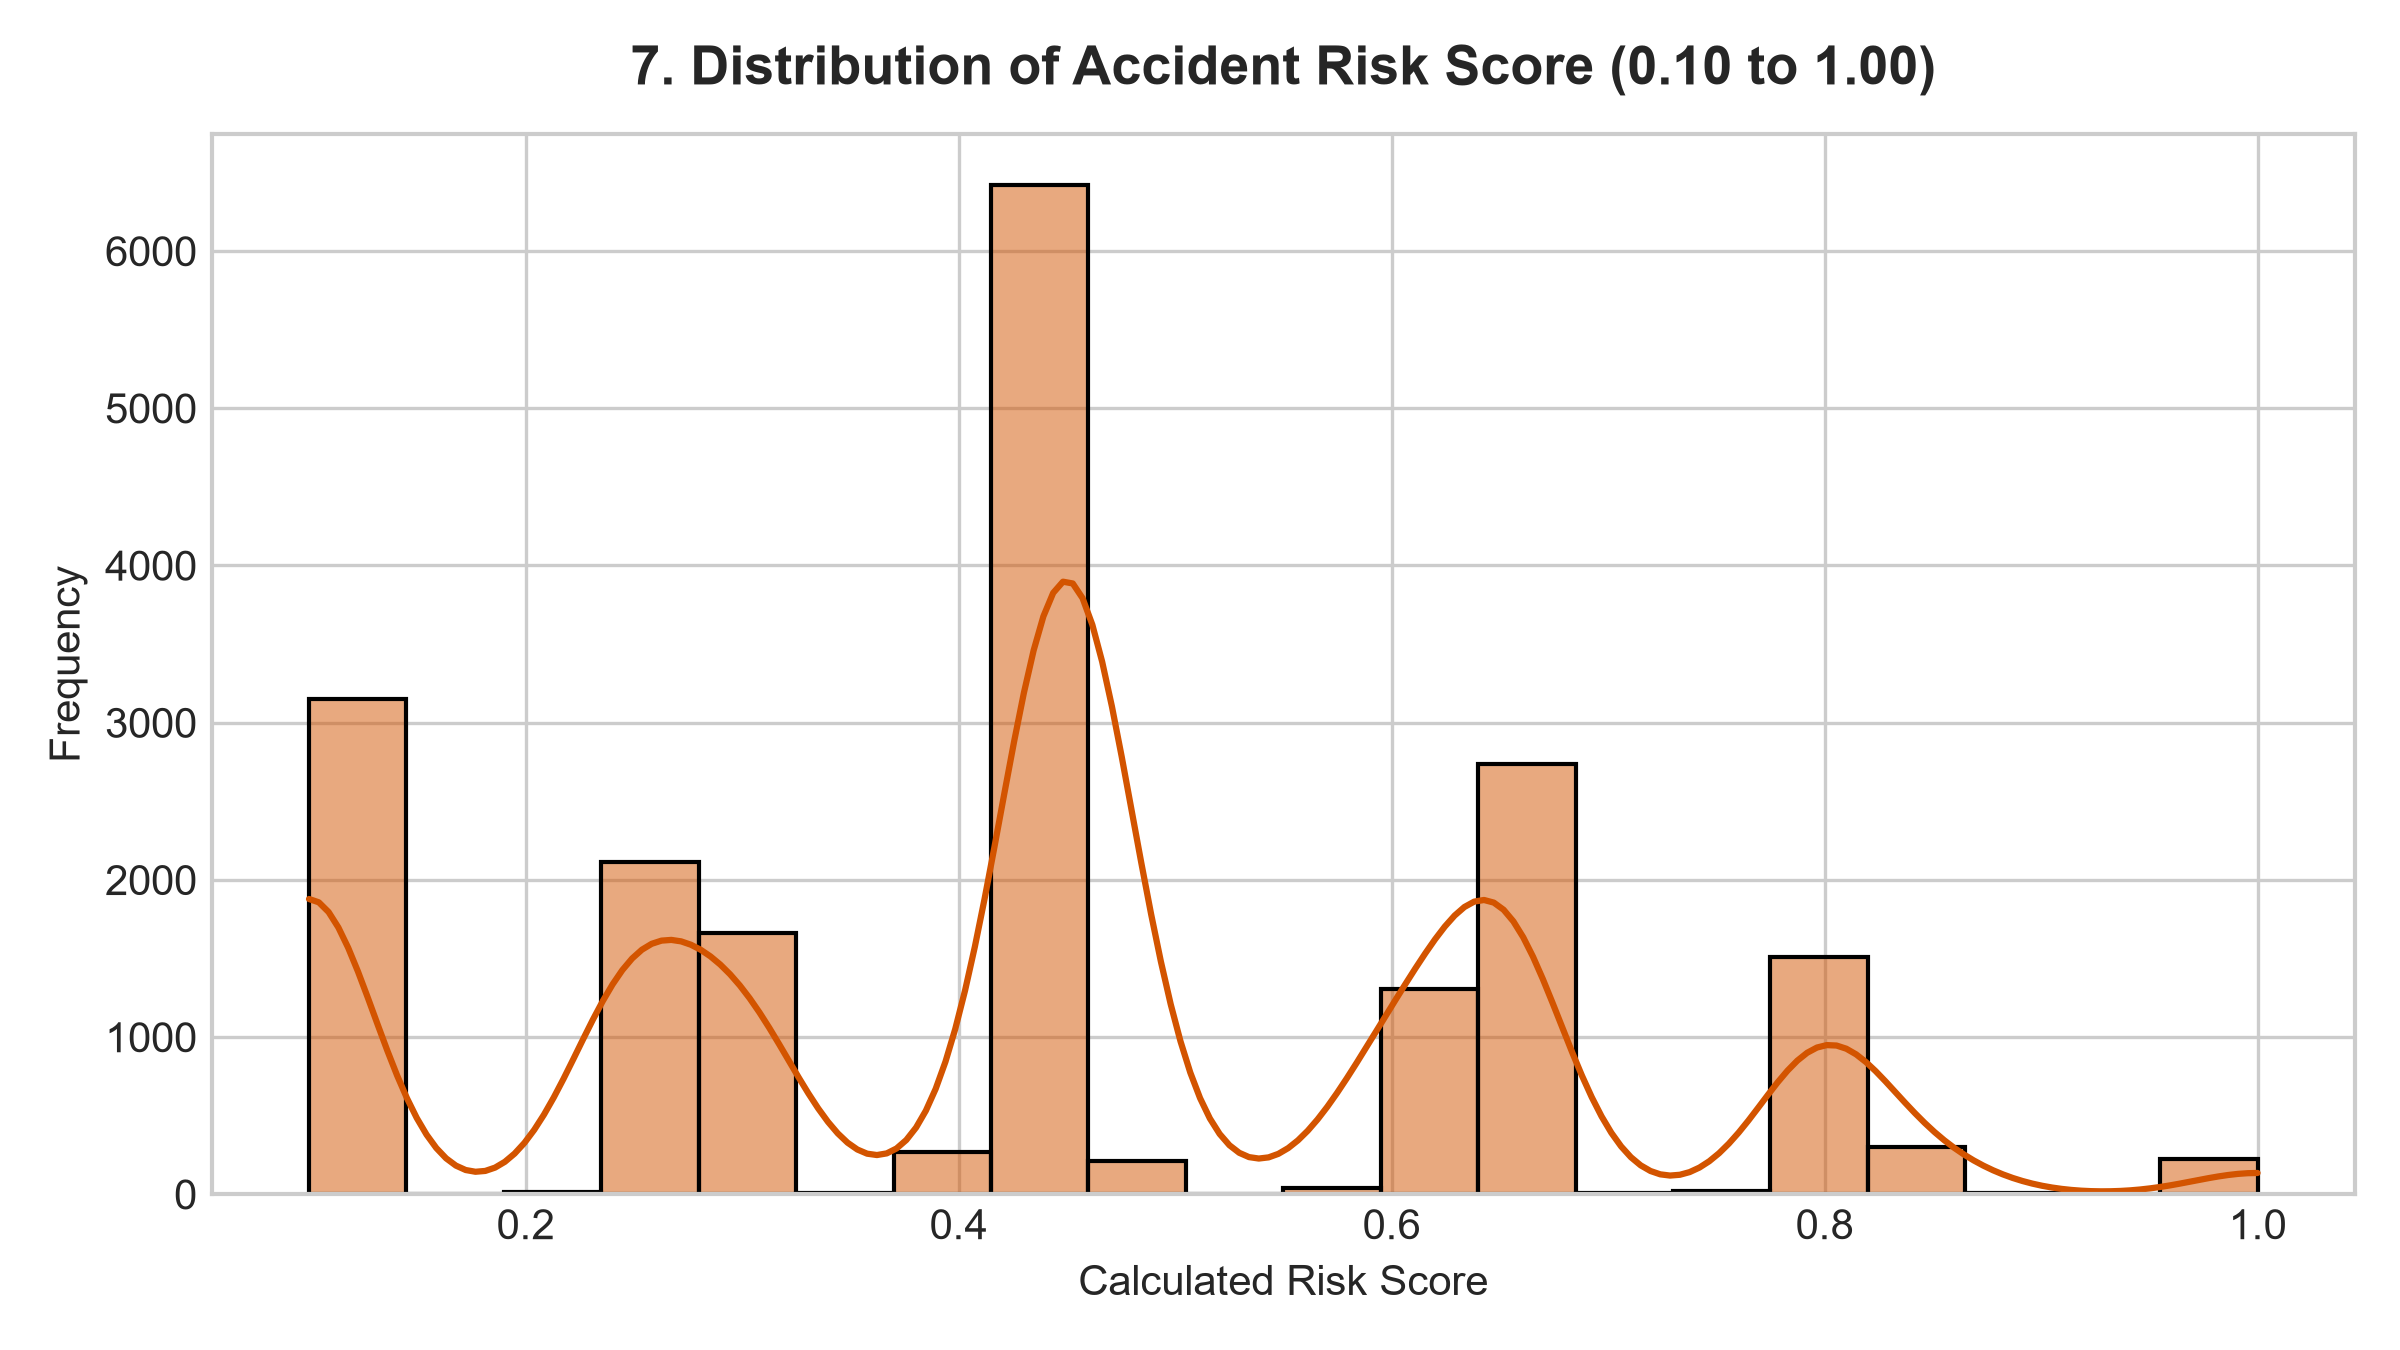 7. Distribution of Accident Risk Score (0.10 to 1.00)
Frequency
6000
5000
4000
3000
2000
1000
0
0.2 0.4 0.6 0.8 1.0
Calculated Risk Score